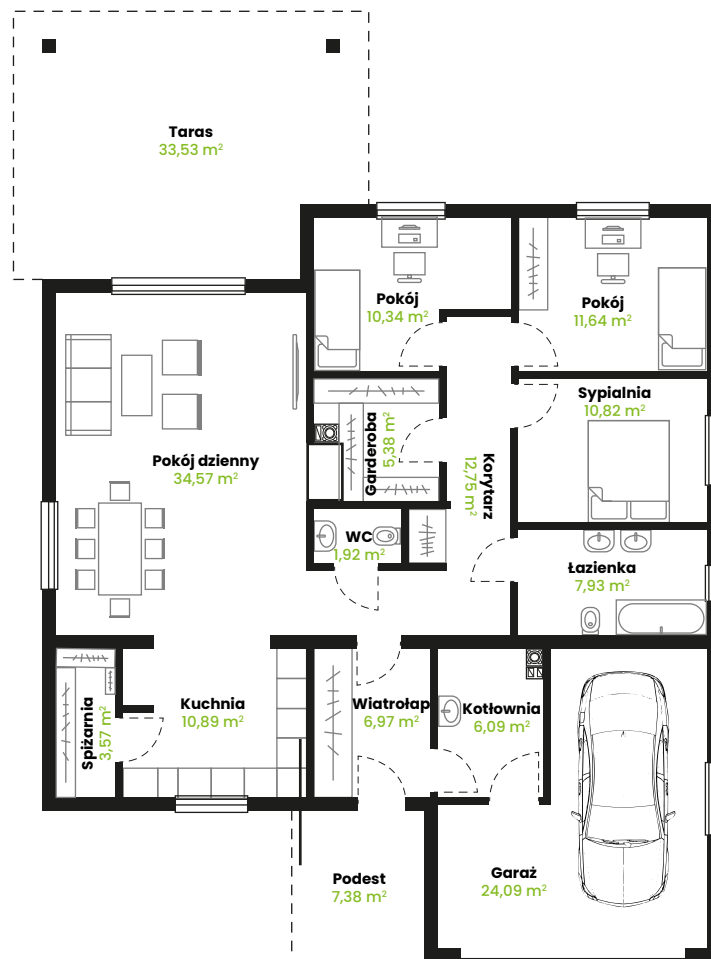 Taras
33,53 m²
Pokój
10,34 m²
Pokój
11,64 m²
Sypialnia
10,82 m²
Garderoba
5,38 m²
Pokój dzienny
34,57 m²
Korytarz
12,75 m²
WC
1,92 m²
Łazienka
7,93 m²
Spiżarnia
3,57 m²
Kuchnia
10,89 m²
Wiatrołap
6,97 m²
Kotłownia
6,09 m²
Podest
7,38 m²
Garaż
24,09 m²